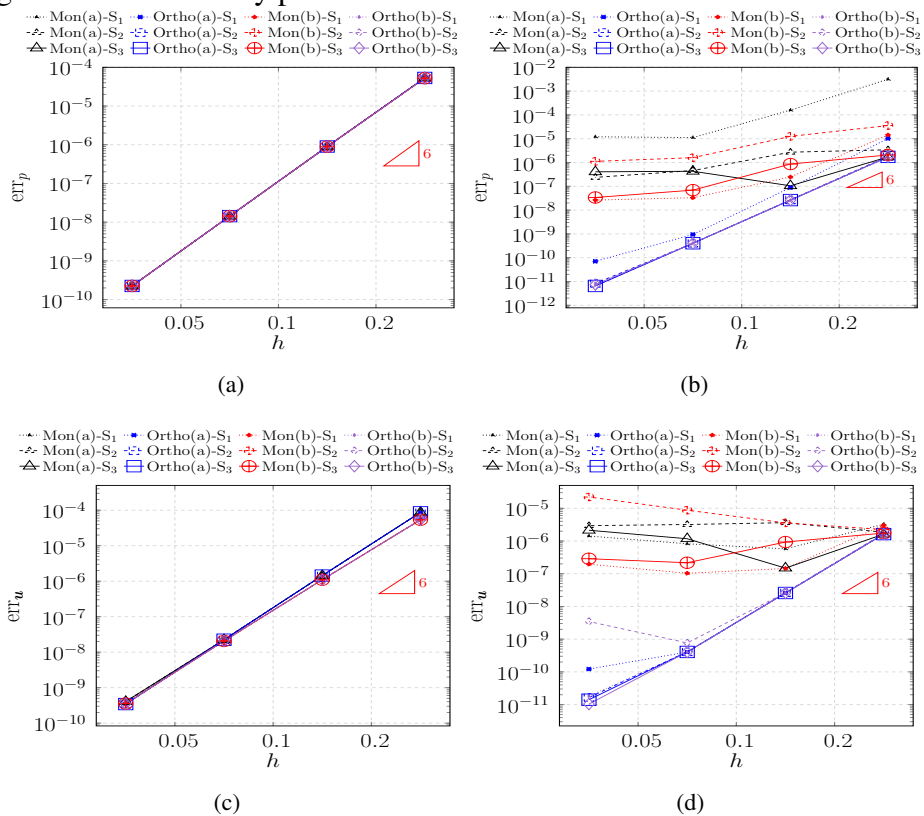 Mon(a)-S1 Ortho(a)-S1 Mon(b)-S1 Ortho(b)-S1
Mon(a)-S2 Ortho(a)-S2 Mon(b)-S2 Ortho(b)-S2
Mon(a)-S3 Ortho(a)-S3 Mon(b)-S3 Ortho(b)-S3
10^−4
10^−5
10^−6
10^−7
10^−8
10^−9
10^−10
err_p
6
0.05 0.1 0.2
h
(a)
Mon(a)-S1 Ortho(a)-S1 Mon(b)-S1 Ortho(b)-S1
Mon(a)-S2 Ortho(a)-S2 Mon(b)-S2 Ortho(b)-S2
Mon(a)-S3 Ortho(a)-S3 Mon(b)-S3 Ortho(b)-S3
10^−2
10^−3
10^−4
10^−5
10^−6
10^−7
10^−8
10^−9
10^−10
10^−11
10^−12
err_p
6
0.05 0.1 0.2
h
(b)
Mon(a)-S1 Ortho(a)-S1 Mon(b)-S1 Ortho(b)-S1
Mon(a)-S2 Ortho(a)-S2 Mon(b)-S2 Ortho(b)-S2
Mon(a)-S3 Ortho(a)-S3 Mon(b)-S3 Ortho(b)-S3
10^−4
10^−5
10^−6
10^−7
10^−8
10^−9
10^−10
err_u
6
0.05 0.1 0.2
h
(c)
Mon(a)-S1 Ortho(a)-S1 Mon(b)-S1 Ortho(b)-S1
Mon(a)-S2 Ortho(a)-S2 Mon(b)-S2 Ortho(b)-S2
Mon(a)-S3 Ortho(a)-S3 Mon(b)-S3 Ortho(b)-S3
10^−5
10^−6
10^−7
10^−8
10^−9
10^−10
10^−11
err_u
6
0.05 0.1 0.2
h
(d)